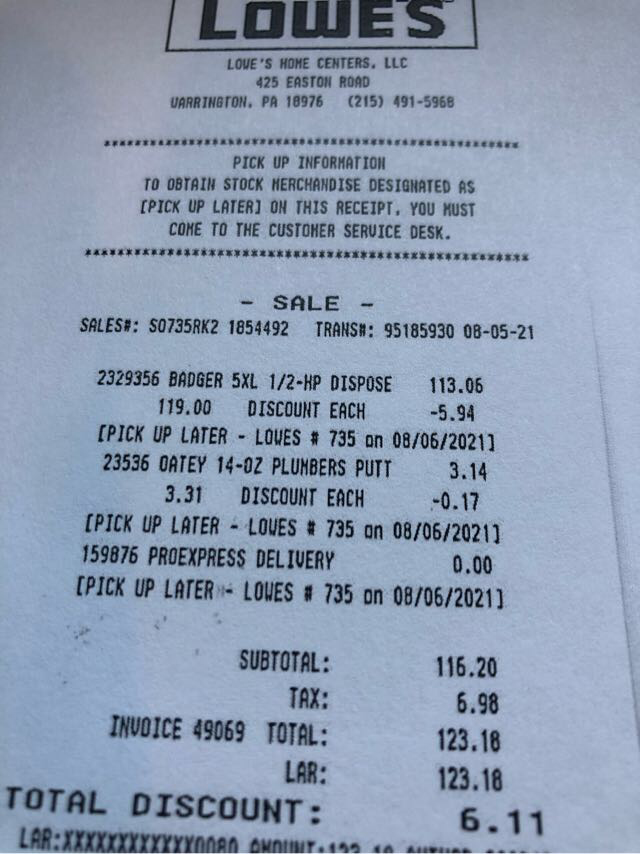 LOWE'S
LOWE'S HOME CENTERS, LLC
425 EASTON ROAD
WARRINGTON, PA 18976 (215) 491-5968
****************************************************
PICK UP INFORMATION
TO OBTAIN STOCK MERCHANDISE DESIGNATED AS
[PICK UP LATER] ON THIS RECEIPT, YOU MUST
COME TO THE CUSTOMER SERVICE DESK.
****************************************************
- SALE -
SALES#: S0735RK2 1854492 TRANS#: 95185930 08-05-21
2329356 BADGER 5XL 1/2-HP DISPOSE 113.06
119.00 DISCOUNT EACH -5.94
[PICK UP LATER - LOWES # 735 on 08/06/2021]
23536 OATEY 14-OZ PLUMBERS PUTT 3.14
3.31 DISCOUNT EACH -0.17
[PICK UP LATER - LOWES # 735 on 08/06/2021]
159876 PROEXPRESS DELIVERY 0.00
[PICK UP LATER - LOWES # 735 on 08/06/2021]
SUBTOTAL: 116.20
TAX: 6.98
INVOICE 49069 TOTAL: 123.18
LAR: 123.18
TOTAL DISCOUNT: 6.11
LAR:XXXXXXXXXXXX0080 AMOUNT:123.18